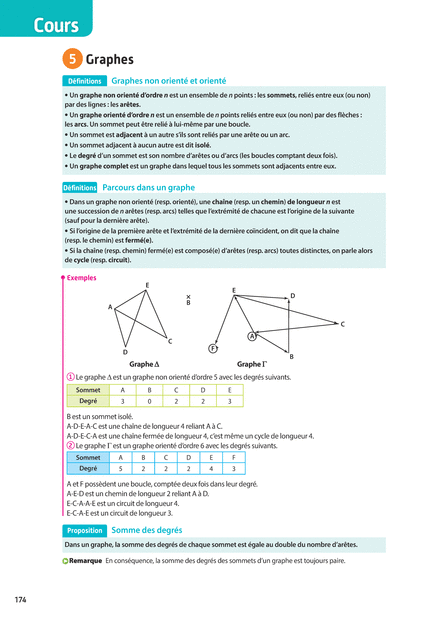 Cours
5 Graphes
Définitions Graphes non orienté et orienté
• Un graphe non orienté d'ordre n est un ensemble de n points : les sommets, reliés entre eux (ou non)
par des lignes : les arêtes.
• Un graphe orienté d'ordre n est un ensemble de n points reliés entre eux (ou non) par des flèches :
les arcs. Un sommet peut être relié à lui-même par une boucle.
• Un sommet est adjacent à un autre s'ils sont reliés par une arête ou un arc.
• Un sommet adjacent à aucun autre est dit isolé.
• Le degré d'un sommet est son nombre d'arêtes ou d'arcs (les boucles comptant deux fois).
• Un graphe complet est un graphe dans lequel tous les sommets sont adjacents entre eux.
Définitions Parcours dans un graphe
• Dans un graphe non orienté (resp. orienté), une chaîne (resp. un chemin) de longueur n est
une succession de n arêtes (resp. arcs) telles que l'extrémité de chacune est l'origine de la suivante
(sauf pour la dernière arête).
• Si l'origine de la première arête et l'extrémité de la dernière coïncident, on dit que la chaîne
(resp. le chemin) est fermé(e).
• Si la chaîne (resp. chemin) fermé(e) est composé(e) d'arêtes (resp. arcs) toutes distinctes, on parle alors
de cycle (resp. circuit).
Exemples
E
A
B
C
D
Graphe Δ
E
D
C
A
F
B
Graphe Γ
1 Le graphe Δ est un graphe non orienté d'ordre 5 avec les degrés suivants.
Sommet A B C D E
Degré 3 0 2 2 3
B est un sommet isolé.
A-D-E-A-C est une chaîne de longueur 4 reliant A à C.
A-D-E-C-A est une chaîne fermée de longueur 4, c'est même un cycle de longueur 4.
2 Le graphe Γ est un graphe orienté d'ordre 6 avec les degrés suivants.
Sommet A B C D E F
Degré 5 2 2 2 4 3
A et F possèdent une boucle, comptée deux fois dans leur degré.
A-E-D est un chemin de longueur 2 reliant A à D.
E-C-A-A-E est un circuit de longueur 4.
E-C-A-E est un circuit de longueur 3.
Proposition Somme des degrés
Dans un graphe, la somme des degrés de chaque sommet est égale au double du nombre d'arêtes.
Remarque En conséquence, la somme des degrés des sommets d'un graphe est toujours paire.
174